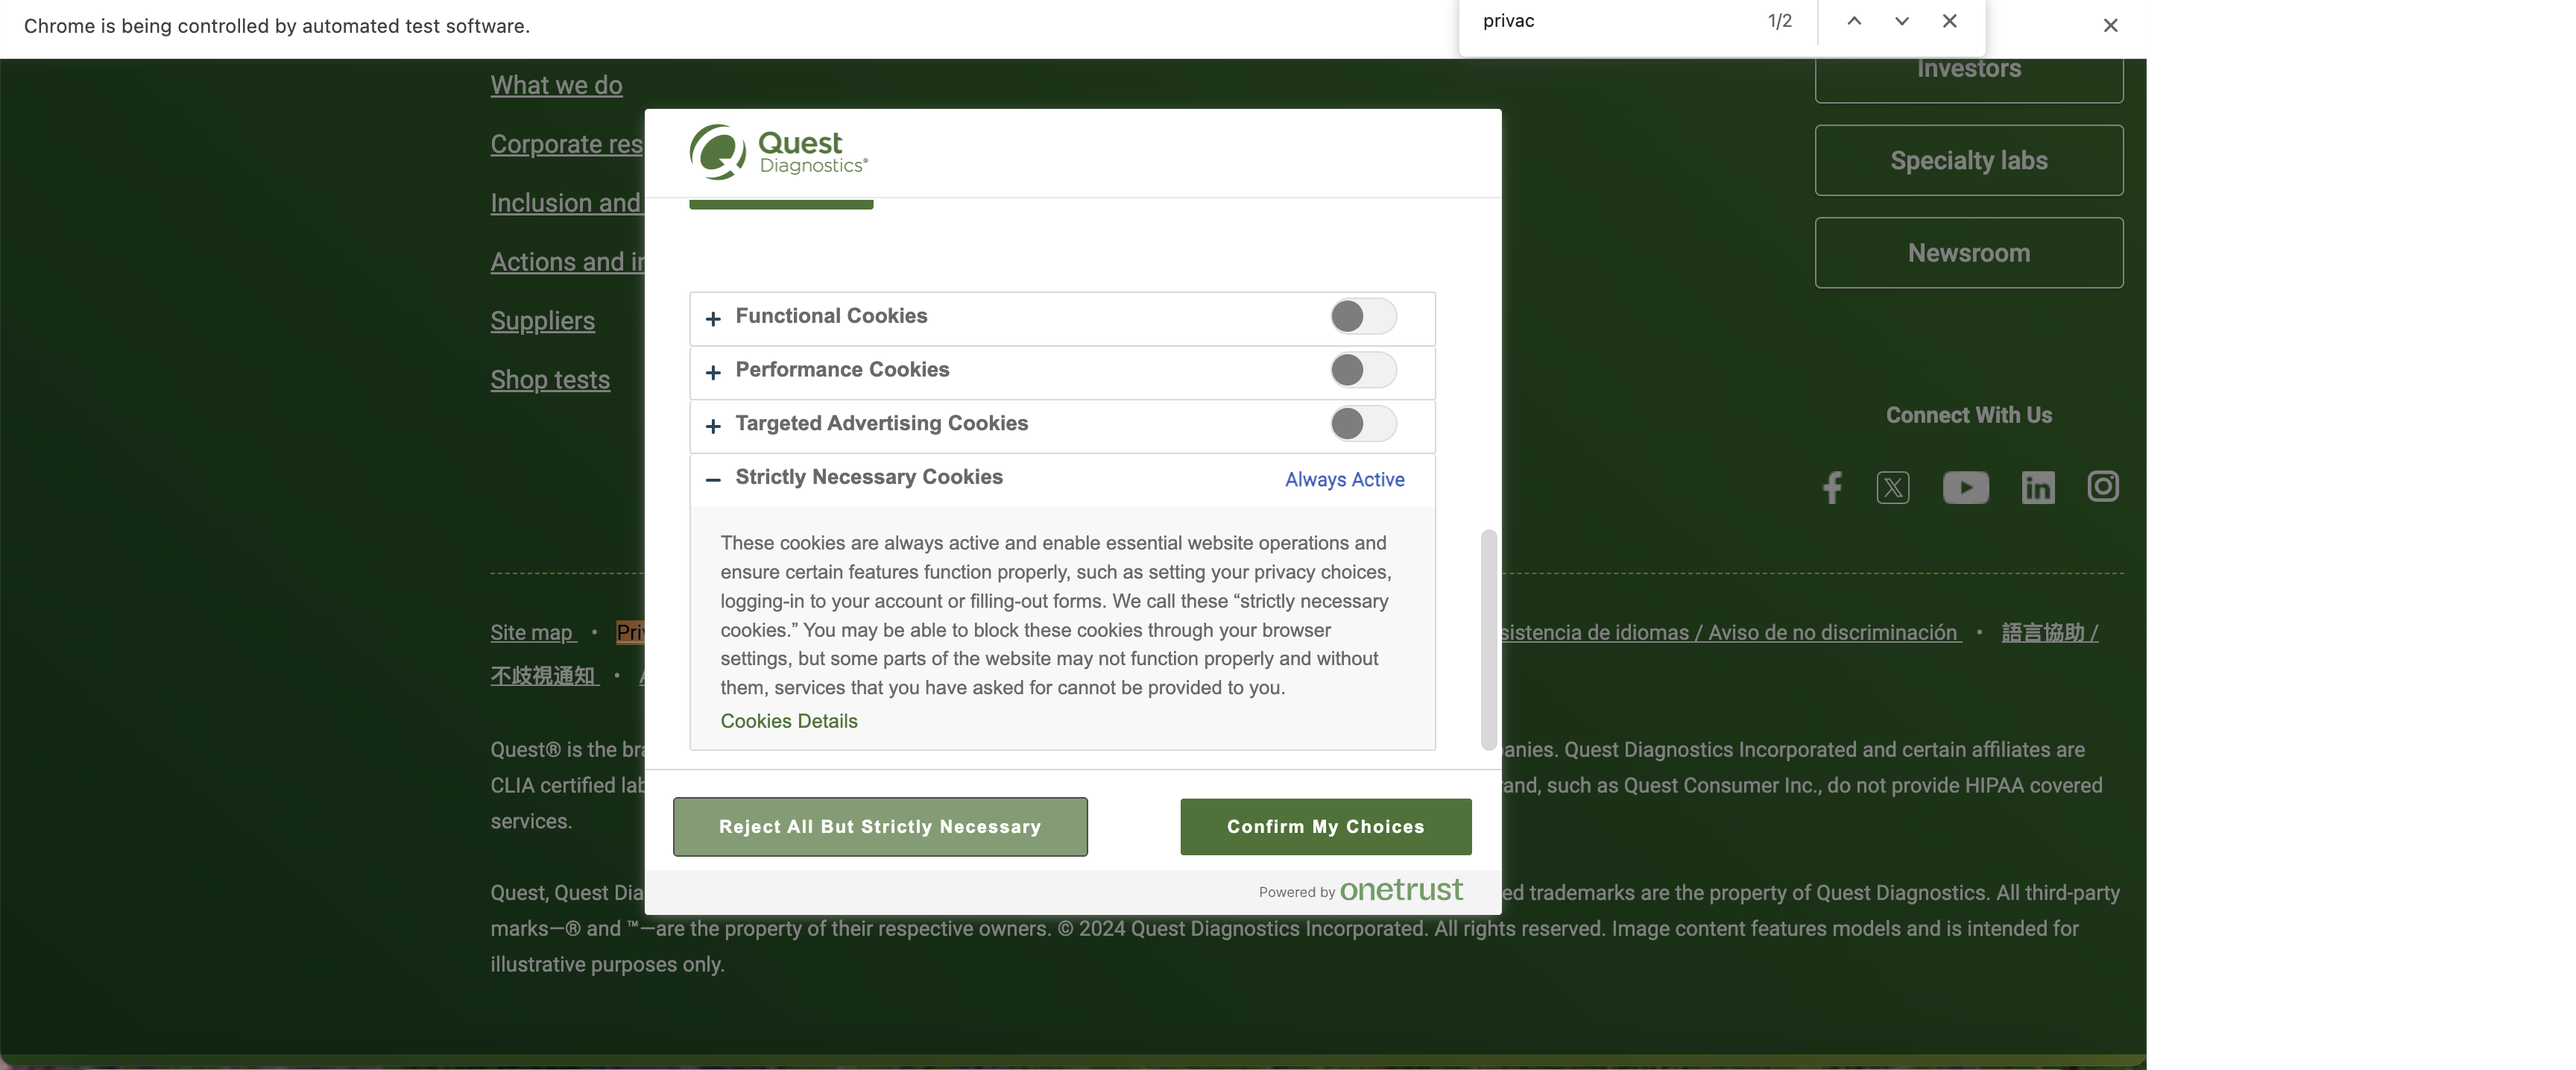 Chrome is being controlled by automated test software.
privac
1/2
What we do
Corporate res
Inclusion and
Actions and in
Suppliers
Shop tests
Investors
Specialty labs
Newsroom
Connect With Us
Quest
Diagnostics®
Functional Cookies
Performance Cookies
Targeted Advertising Cookies
Strictly Necessary Cookies
Always Active
These cookies are always active and enable essential website operations and
ensure certain features function properly, such as setting your privacy choices,
logging-in to your account or filling-out forms. We call these “strictly necessary
cookies.” You may be able to block these cookies through your browser
settings, but some parts of the website may not function properly and without
them, services that you have asked for cannot be provided to you.
Cookies Details
Reject All But Strictly Necessary
Confirm My Choices
Powered by onetrust
Site map • Pri
sistencia de idiomas / Aviso de no discriminación • 語言協助 /
不歧視通知 •
Quest® is the bra
anies. Quest Diagnostics Incorporated and certain affiliates are
CLIA certified lab
and, such as Quest Consumer Inc., do not provide HIPAA covered
services.
Quest, Quest Dia
ed trademarks are the property of Quest Diagnostics. All third-party
marks—® and ™—are the property of their respective owners. © 2024 Quest Diagnostics Incorporated. All rights reserved. Image content features models and is intended for
illustrative purposes only.